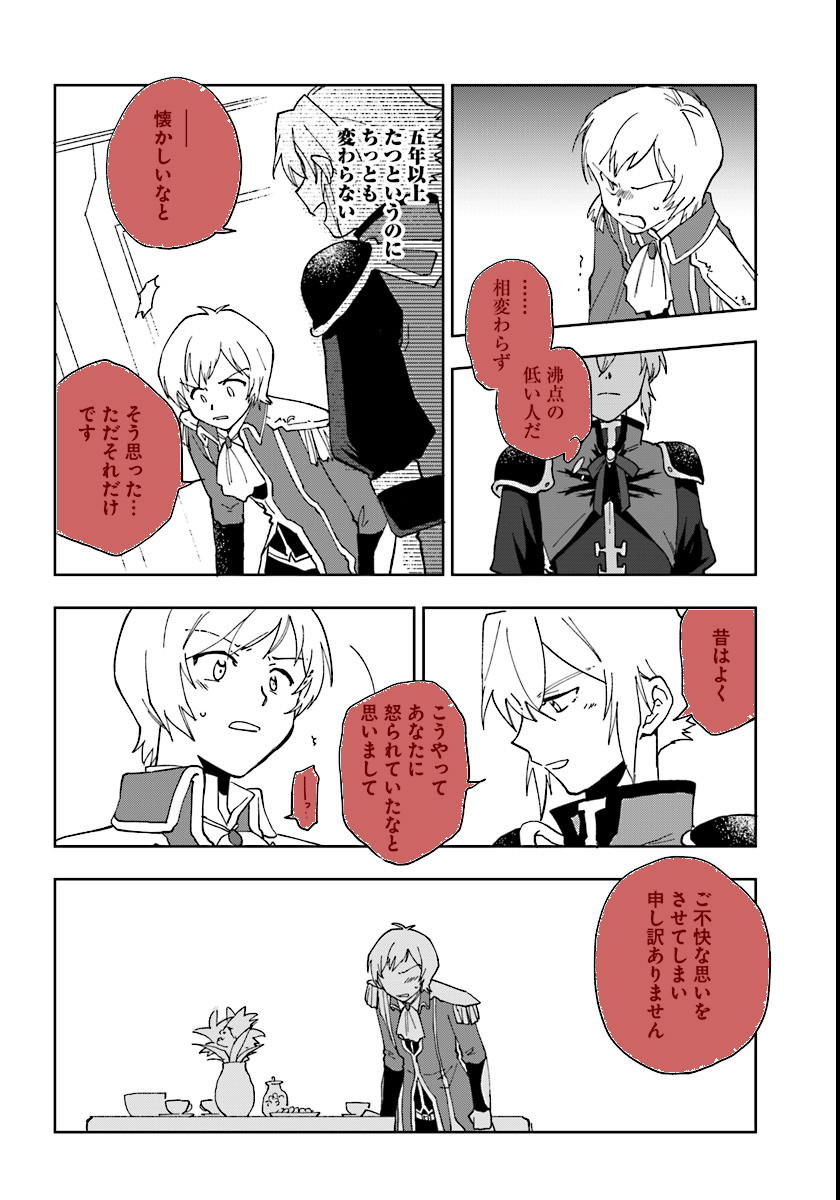 ……
相変わらず
沸点の
低い人だ
五年以上
たつというのに
ちっとも
変わらない
――
懐かしいなと
そう思った…
ただそれだけ
です
昔はよく
こうやって
あなたに
怒られていたなと
思いまして
――っ
ご不快な思いを
させてしまい
申し訳ありません